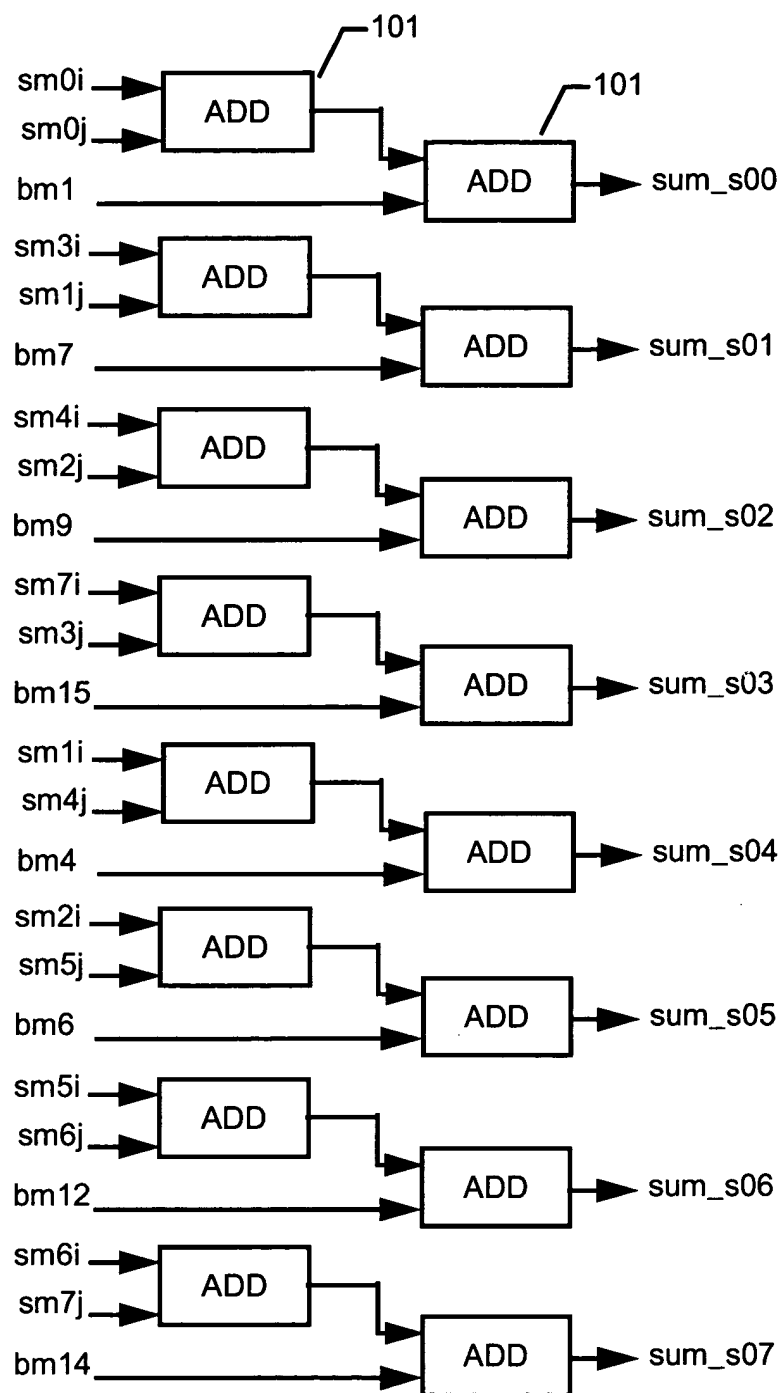 101
sm0i
ADD
101
sm0j
ADD
sum_s00
bm1
sm3i
ADD
sm1j
ADD
sum_s01
bm7
sm4i
ADD
sm2j
ADD
sum_s02
bm9
sm7i
ADD
sm3j
ADD
sum_s03
bm15
sm1i
ADD
sm4j
ADD
sum_s04
bm4
sm2i
ADD
sm5j
ADD
sum_s05
bm6
sm5i
ADD
sm6j
ADD
sum_s06
bm12
sm6i
ADD
sm7j
ADD
sum_s07
bm14